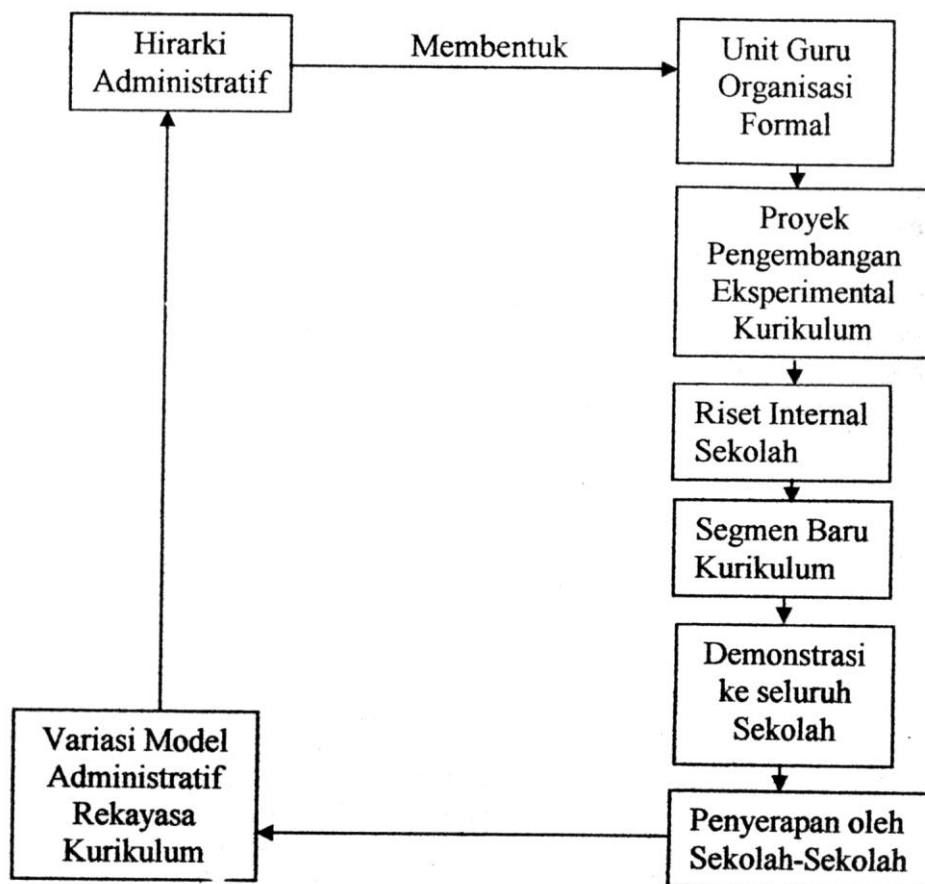 Hirarki
Administratif
Membentuk
Unit Guru
Organisasi
Formal
Proyek
Pengembangan
Eksperimental
Kurikulum
Riset Internal
Sekolah
Segmen Baru
Kurikulum
Demonstrasi
ke seluruh
Sekolah
Penyerapan oleh
Sekolah-Sekolah
Variasi Model
Administratif
Rekayasa
Kurikulum